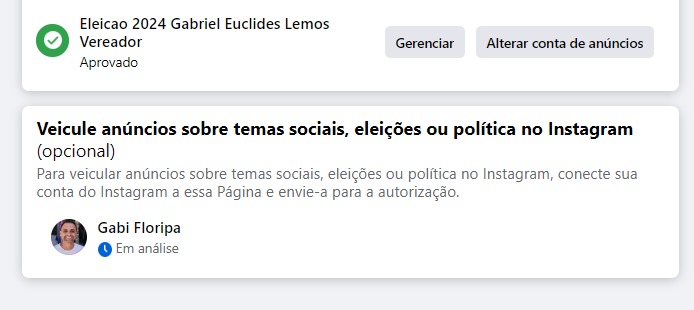 Eleicao 2024 Gabriel Euclides Lemos
Vereador
Aprovado
Gerenciar
Alterar conta de anúncios
Veicule anúncios sobre temas sociais, eleições ou política no Instagram
(opcional)
Para veicular anúncios sobre temas sociais, eleições ou política no Instagram, conecte sua
conta do Instagram a essa Página e envie-a para a autorização.
Gabi Floripa
Em análise